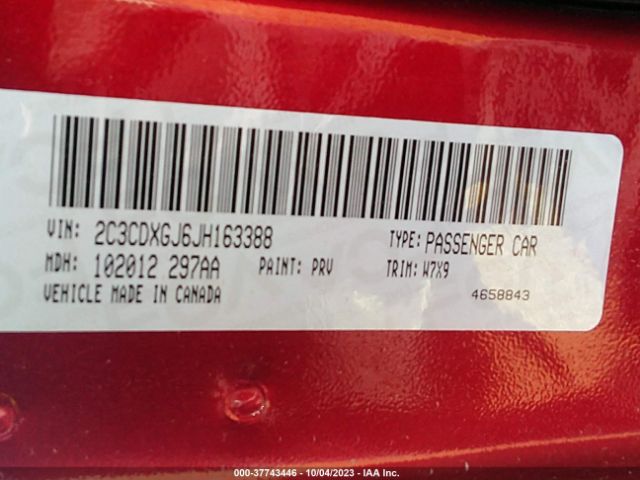 VIN: 2C3CDXGJ6JH163388 TYPE: PASSENGER CAR
MDH: 102012 297AA PAINT: PRV TRIM: W7X9
VEHICLE MADE IN CANADA 4658843
000-37743446 - 10/04/2023 - IAA Inc.